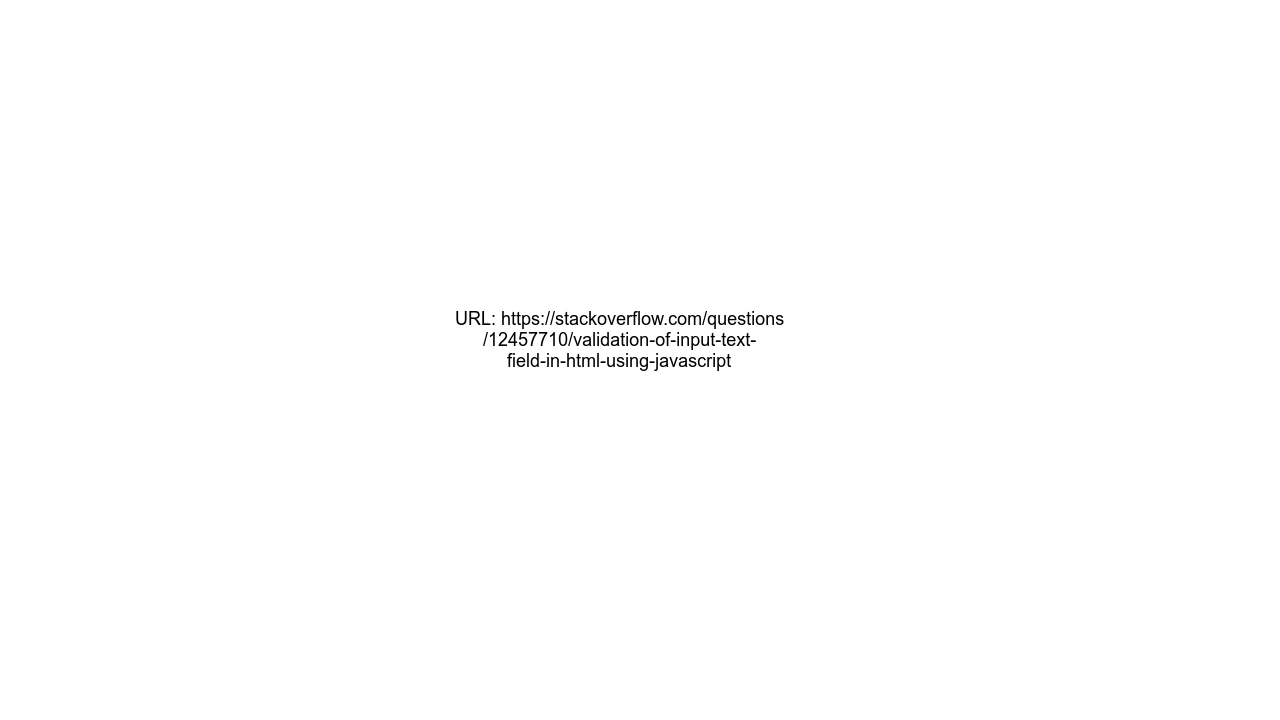 URL: https://stackoverflow.com/questions
/12457710/validation-of-input-text-
field-in-html-using-javascript